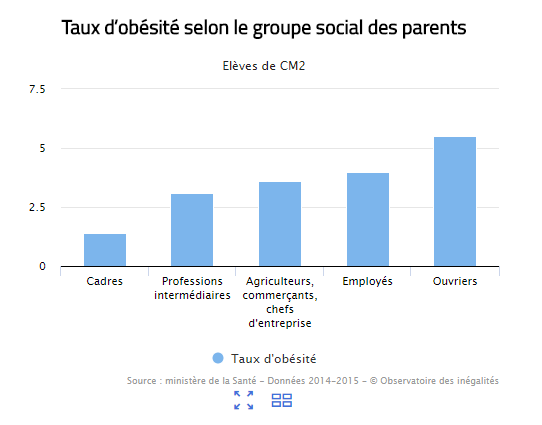 Taux d’obésité selon le groupe social des parents
Elèves de CM2
7.5
5
2.5
0
Cadres
Professions
intermédiaires
Agriculteurs,
commerçants,
chefs
d'entreprise
Employés
Ouvriers
Taux d'obésité
Source : ministère de la Santé - Données 2014-2015 - © Observatoire des inégalités